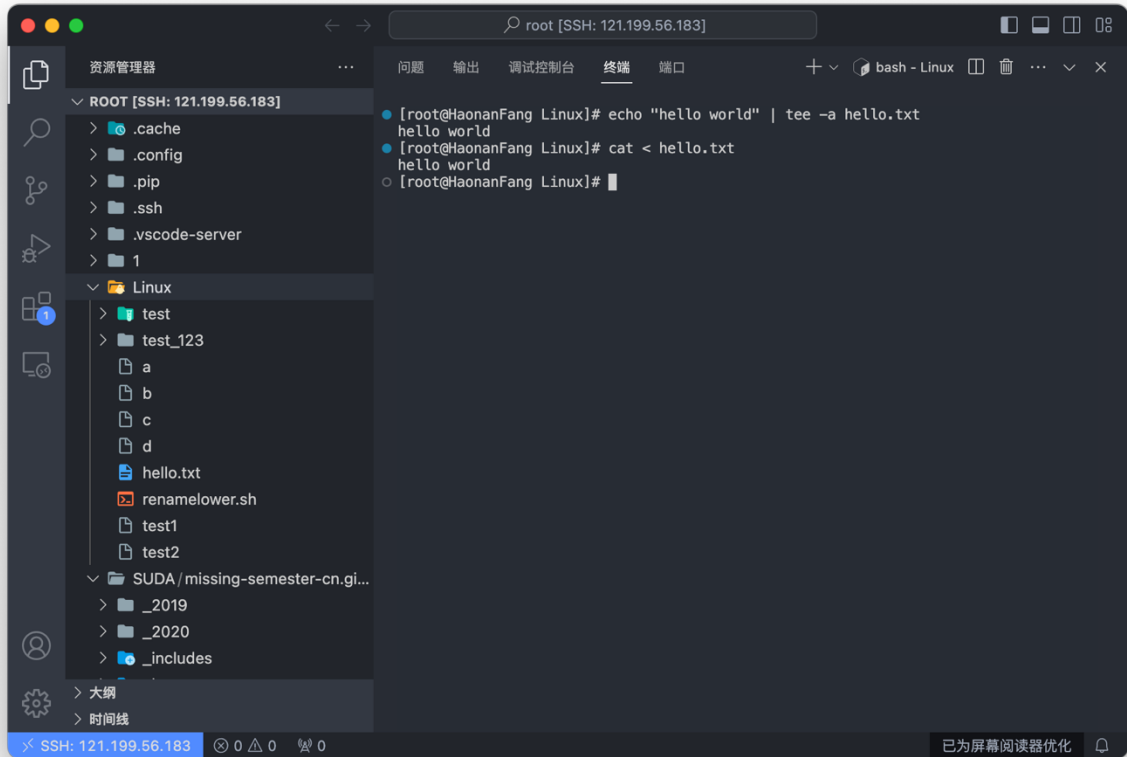 root [SSH: 121.199.56.183]
资源管理器
ROOT [SSH: 121.199.56.183]
.cache
.config
.pip
.ssh
.vscode-server
1
Linux
test
test_123
a
b
c
d
hello.txt
renamelower.sh
test1
test2
SUDA/missing-semester-cn.gi...
_2019
_2020
_includes
大纲
时间线
1
问题 输出 调试控制台 终端 端口 bash - Linux
[root@HaonanFang Linux]# echo "hello world" | tee -a hello.txt
hello world
[root@HaonanFang Linux]# cat < hello.txt
hello world
[root@HaonanFang Linux]#
SSH: 121.199.56.183 0 0 0 已为屏幕阅读器优化